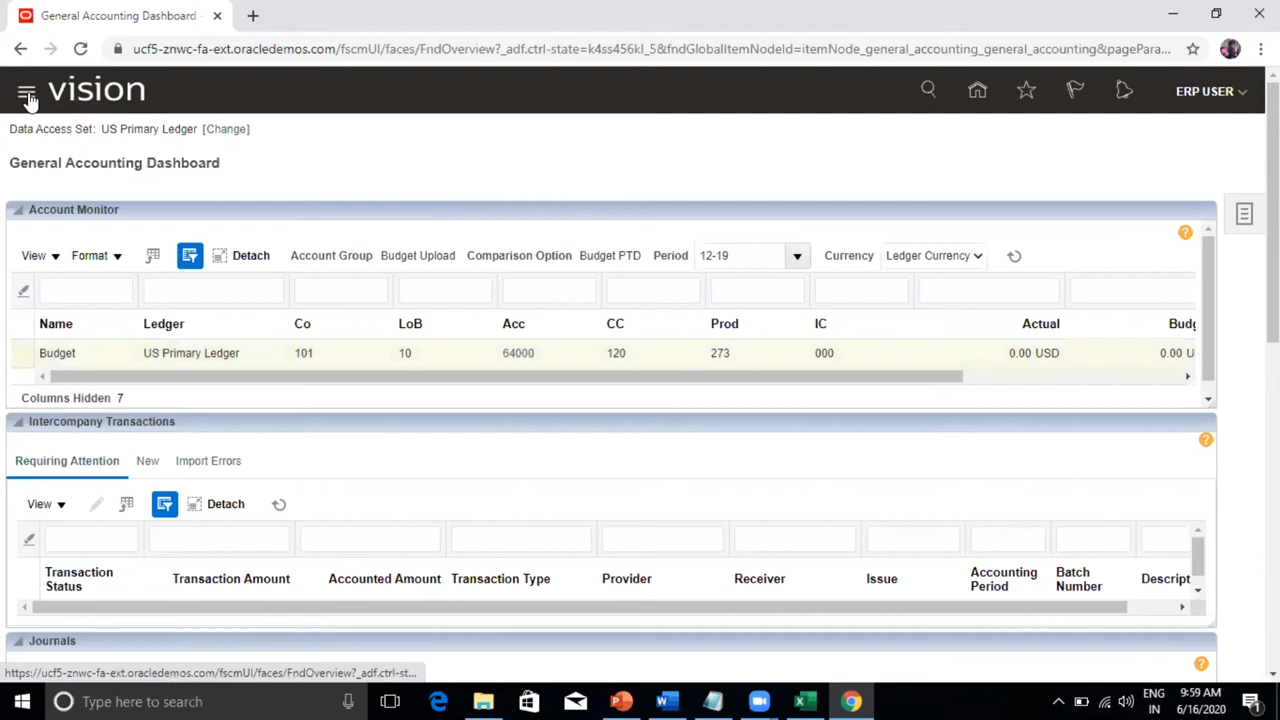 General Accounting Dashboard
ucf5-znwc-fa-ext.oracledemos.com/fscmUI/faces/FndOverview?_adf.ctrl-state=k4ss456kl_5&fndGlobalItemNodeId=itemNode_general_accounting_general_accounting&pagePara...
vision
ERP USER
Data Access Set: US Primary Ledger [Change]
General Accounting Dashboard
Account Monitor
View Format Detach Account Group Budget Upload Comparison Option Budget PTD Period 12-19 Currency Ledger Currency
Name Ledger Co LoB Acc CC Prod IC Actual Budg
Budget US Primary Ledger 101 10 64000 120 273 000 0.00 USD 0.00 U
Columns Hidden 7
Intercompany Transactions
Requiring Attention New Import Errors
View Detach
Transaction Status Transaction Amount Accounted Amount Transaction Type Provider Receiver Issue Accounting Period Batch Number Descript
Journals
https://ucf5-znwc-fa-ext.oracledemos.com/fscmUI/faces/FndOverview?_adf.ctrl-st...
Type here to search
ENG 9:59 AM
IN 6/16/2020
1